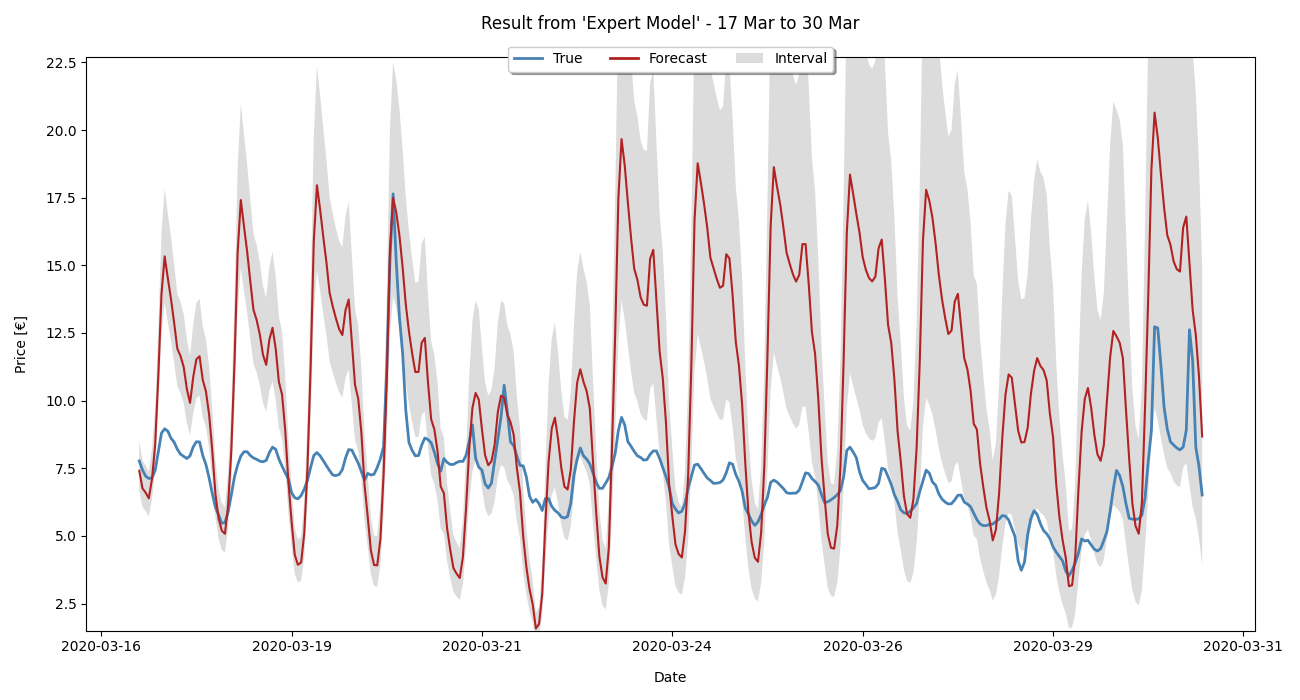 Result from 'Expert Model' - 17 Mar to 30 Mar
True Forecast Interval
22.5
20.0
17.5
15.0
12.5
10.0
7.5
5.0
2.5
Price [€]
2020-03-16 2020-03-19 2020-03-21 2020-03-24 2020-03-26 2020-03-29 2020-03-31
Date